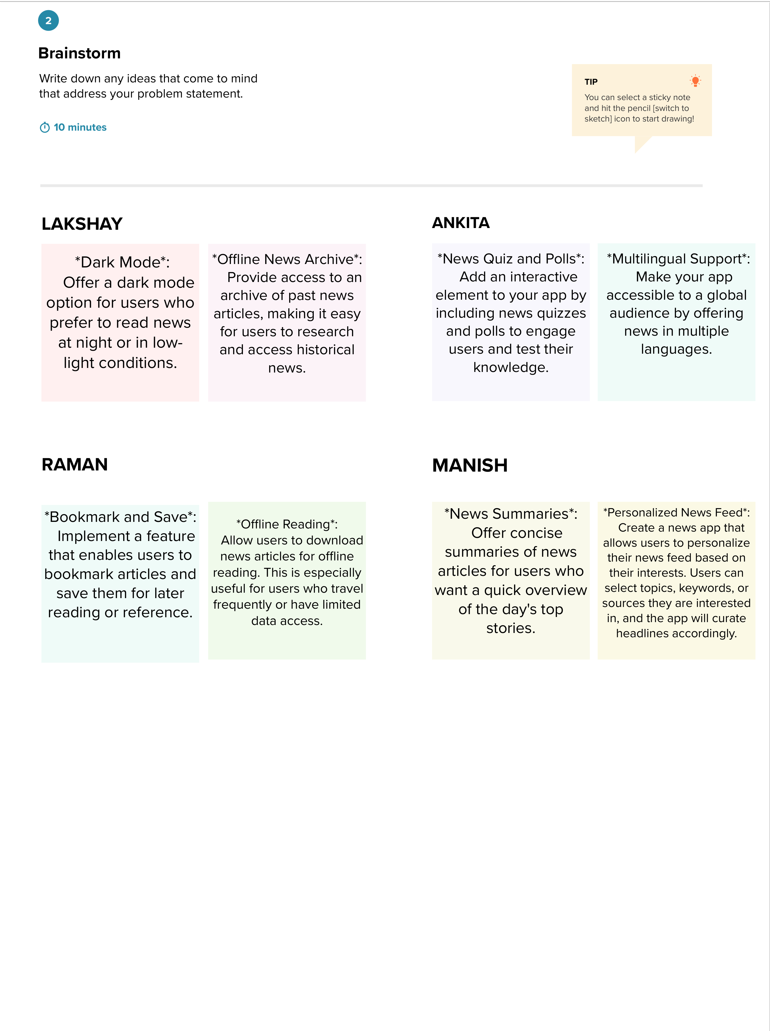 2
Brainstorm
Write down any ideas that come to mind
that address your problem statement.
10 minutes
TIP
You can select a sticky note
and hit the pencil [switch to
sketch] icon to start drawing!
LAKSHAY
*Dark Mode*:
Offer a dark mode
option for users who
prefer to read news
at night or in low-
light conditions.
*Offline News Archive*:
Provide access to an
archive of past news
articles, making it easy
for users to research
and access historical
news.
ANKITA
*News Quiz and Polls*:
Add an interactive
element to your app by
including news quizzes
and polls to engage
users and test their
knowledge.
*Multilingual Support*:
Make your app
accessible to a global
audience by offering
news in multiple
languages.
RAMAN
*Bookmark and Save*:
Implement a feature
that enables users to
bookmark articles and
save them for later
reading or reference.
*Offline Reading*:
Allow users to download
news articles for offline
reading. This is especially
useful for users who travel
frequently or have limited
data access.
MANISH
*News Summaries*:
Offer concise
summaries of news
articles for users who
want a quick overview
of the day's top
stories.
*Personalized News Feed*:
Create a news app that
allows users to personalize
their news feed based on
their interests. Users can
select topics, keywords, or
sources they are interested
in, and the app will curate
headlines accordingly.